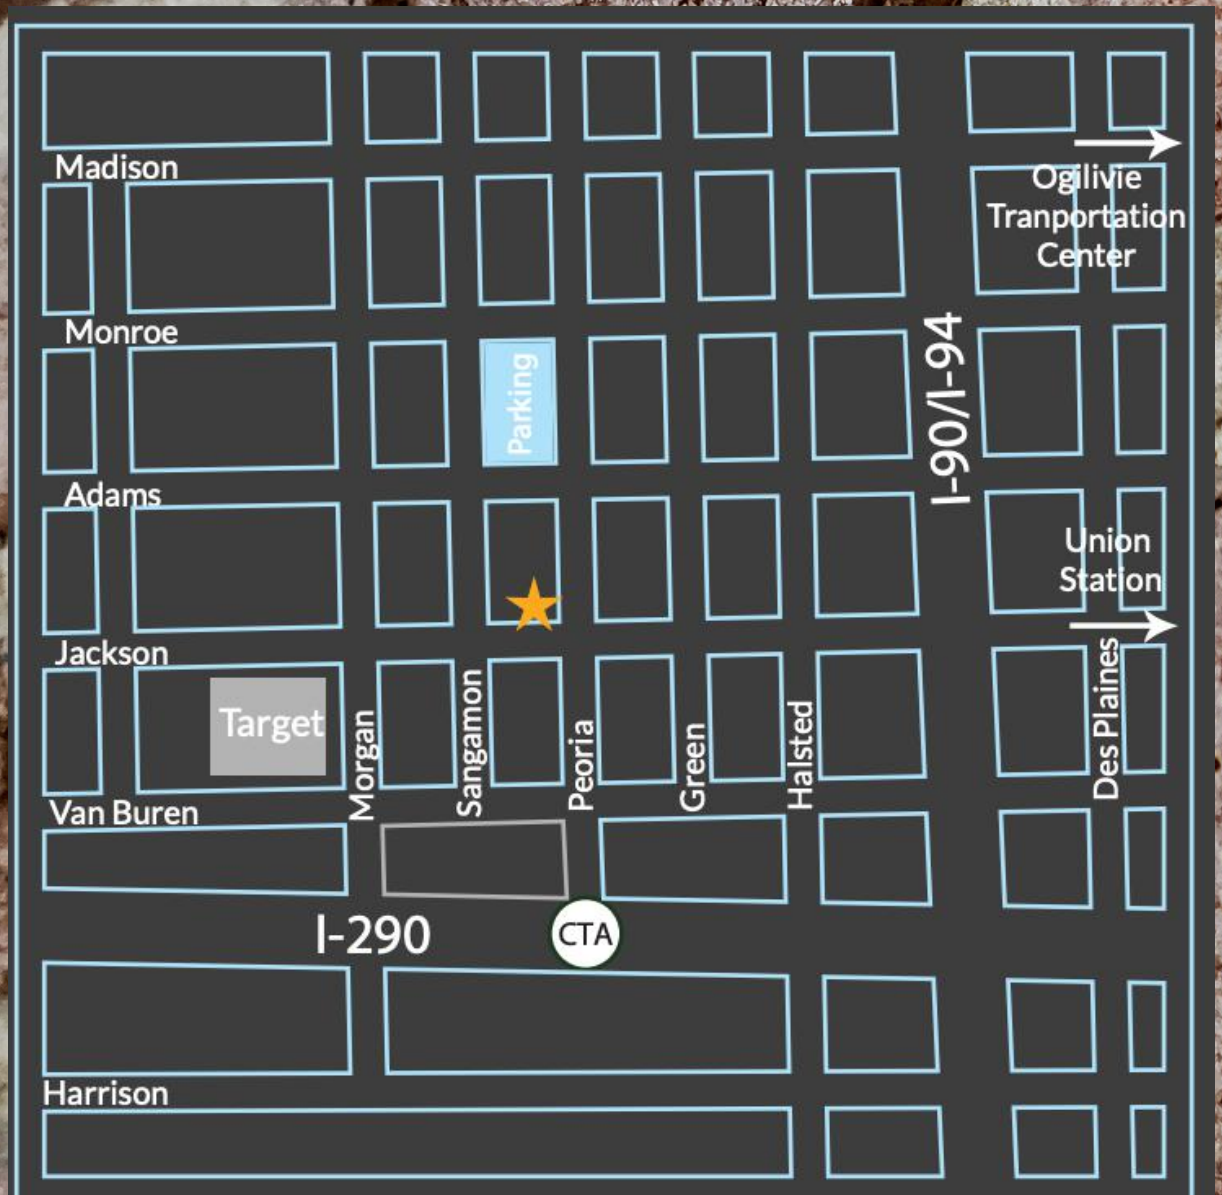 Madison
Ogilivie
Tranportation
Center
Monroe
I-90/I-94
Parking
Adams
Union
Station
Jackson
Target
Morgan
Sangamon
Peoria
Green
Halsted
Des Plaines
Van Buren
I-290
CTA
Harrison